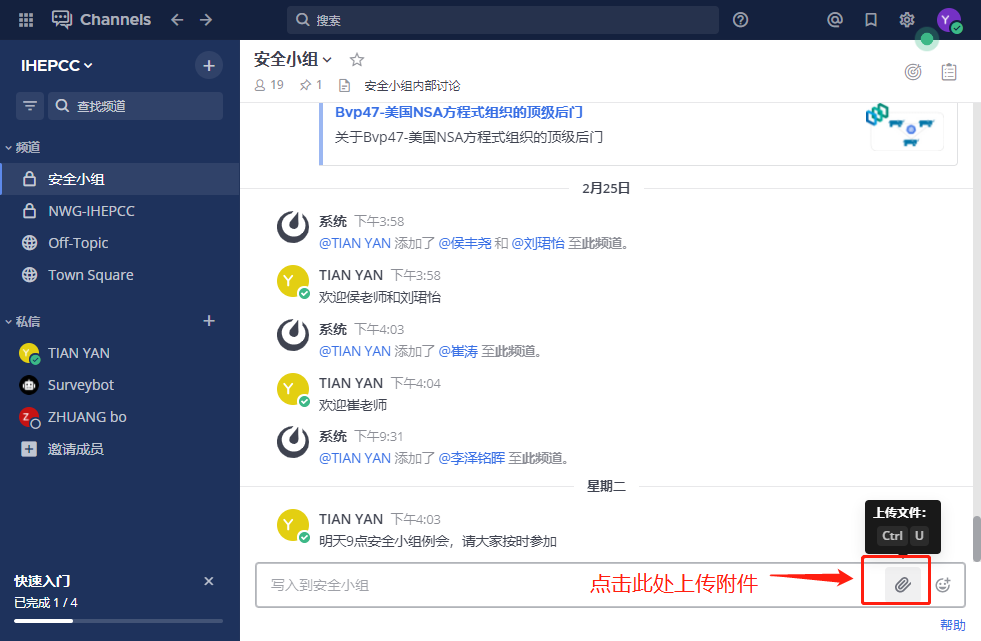 Channels
搜索
Y
IHEPCC
查找频道
频道
安全小组
NWG-IHEPCC
Off-Topic
Town Square
私信
Y TIAN YAN
Surveybot
Z ZHUANG bo
邀请成员
快速入门
已完成 1 / 4
安全小组
19 1 安全小组内部讨论
Bvp47-美国NSA方程式组织的顶级后门
关于Bvp47-美国NSA方程式组织的顶级后门
2月25日
系统 下午3:58
@TIAN YAN 添加了 @侯丰尧 和 @刘珺怡 至此频道。
Y TIAN YAN 下午3:58
欢迎侯老师和刘珺怡
系统 下午4:03
@TIAN YAN 添加了 @崔涛 至此频道。
Y TIAN YAN 下午4:04
欢迎崔老师
系统 下午9:31
@TIAN YAN 添加了 @李泽铭晖 至此频道。
星期二
Y TIAN YAN 下午4:03
明天9点安全小组例会，请大家按时参加
上传文件:
Ctrl U
写入到安全小组
点击此处上传附件
帮助